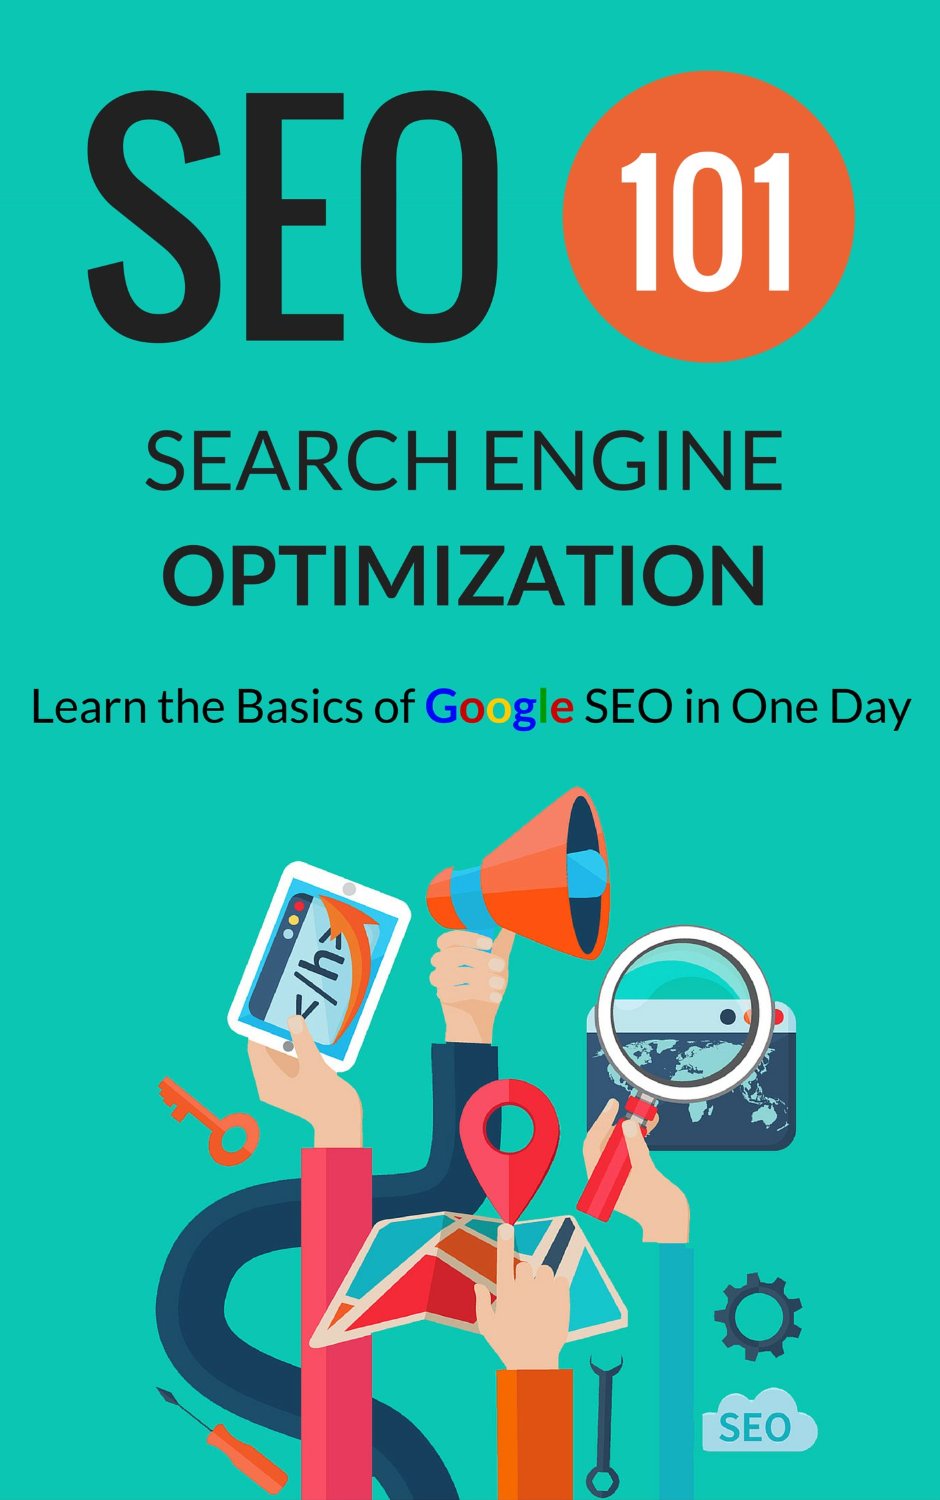 SEO 101
SEARCH ENGINE
OPTIMIZATION
Learn the Basics of Google SEO in One Day
</h>
SEO